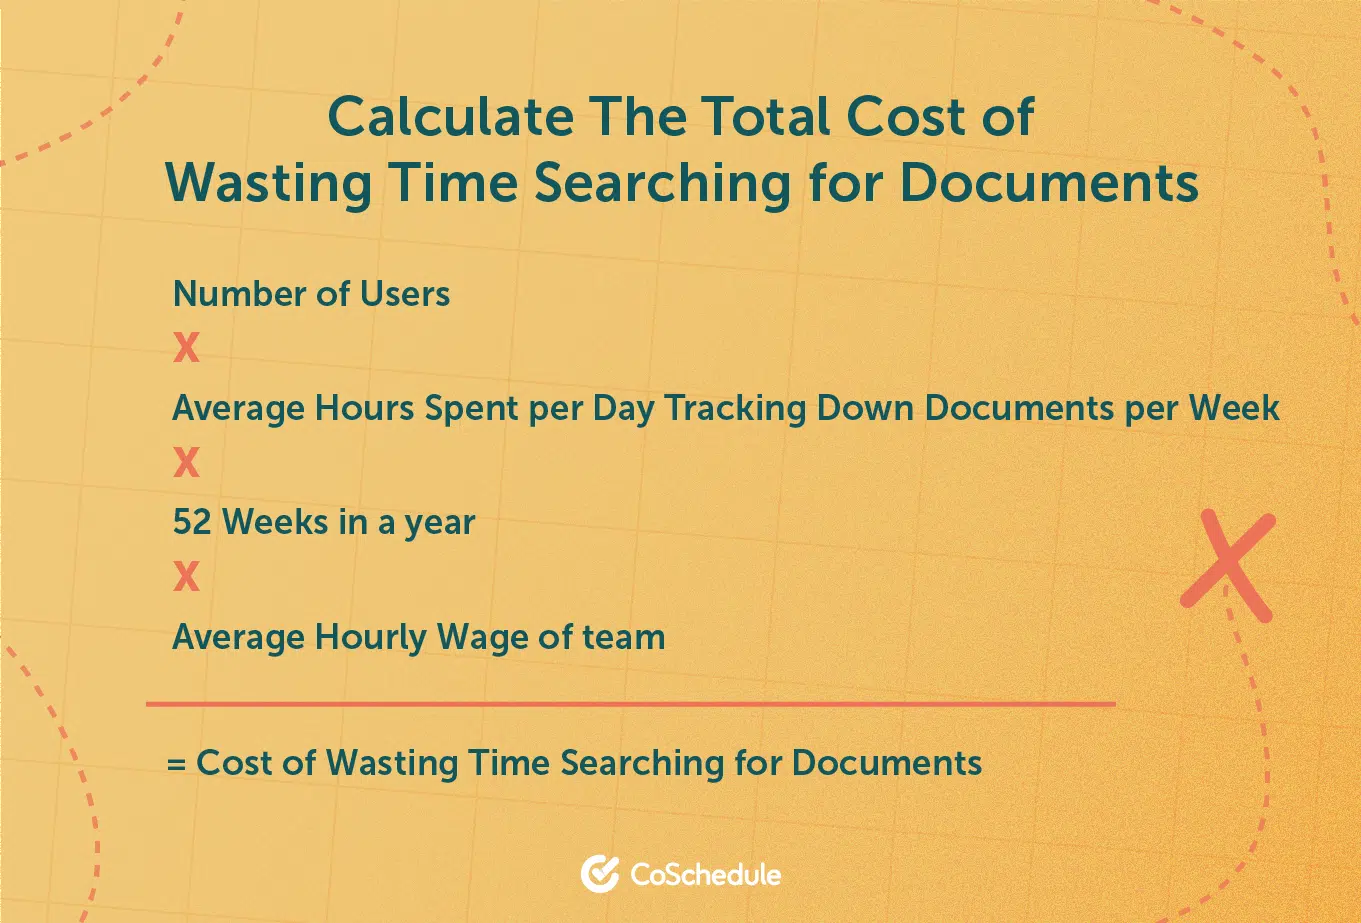 Calculate The Total Cost of
Wasting Time Searching for Documents
Number of Users
X
Average Hours Spent per Day Tracking Down Documents per Week
X
52 Weeks in a year
X
Average Hourly Wage of team
= Cost of Wasting Time Searching for Documents
CoSchedule